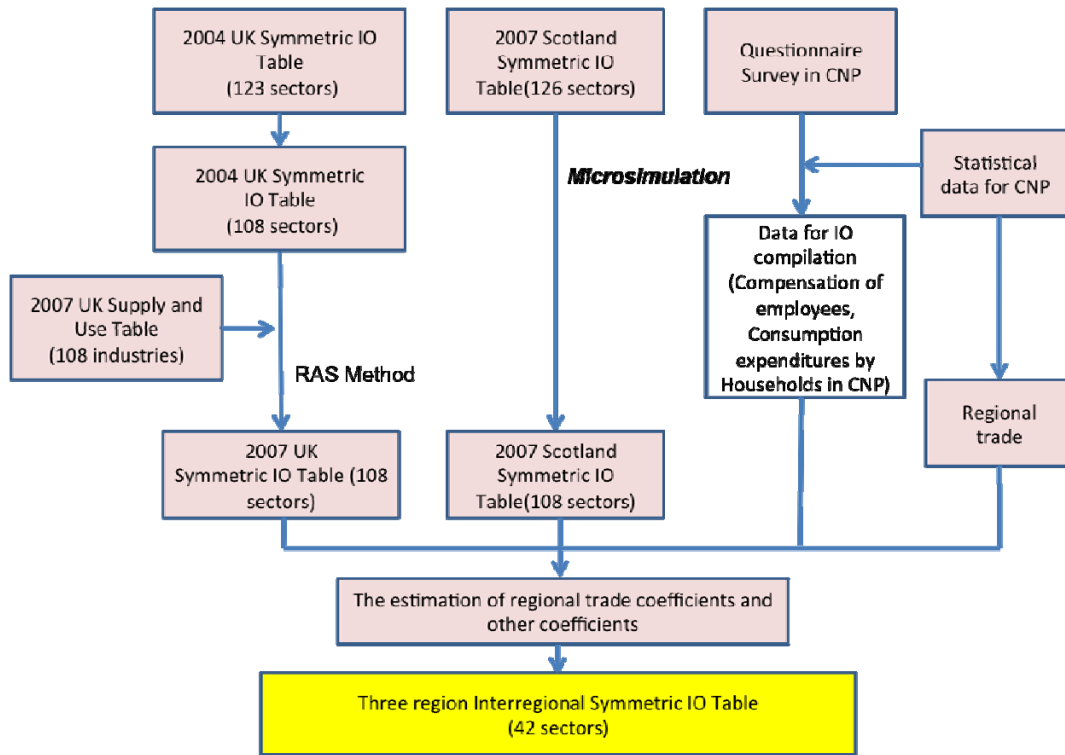 2004 UK Symmetric IO
Table
(123 sectors)
2007 Scotland
Symmetric IO
Table(126 sectors)
Questionnaire
Survey in CNP
2004 UK Symmetric
IO Table
(108 sectors)
Microsimulation
Statistical
data for CNP
2007 UK Supply and
Use Table
(108 industries)
RAS Method
Data for IO
compilation
(Compensation of
employees,
Consumption
expenditures by
Households in CNP)
Regional
trade
2007 UK
Symmetric IO Table (108
sectors)
2007 Scotland
Symmetric IO
Table(108 sectors)
The estimation of regional trade coefficients and
other coefficients
Three region Interregional Symmetric IO Table
(42 sectors)